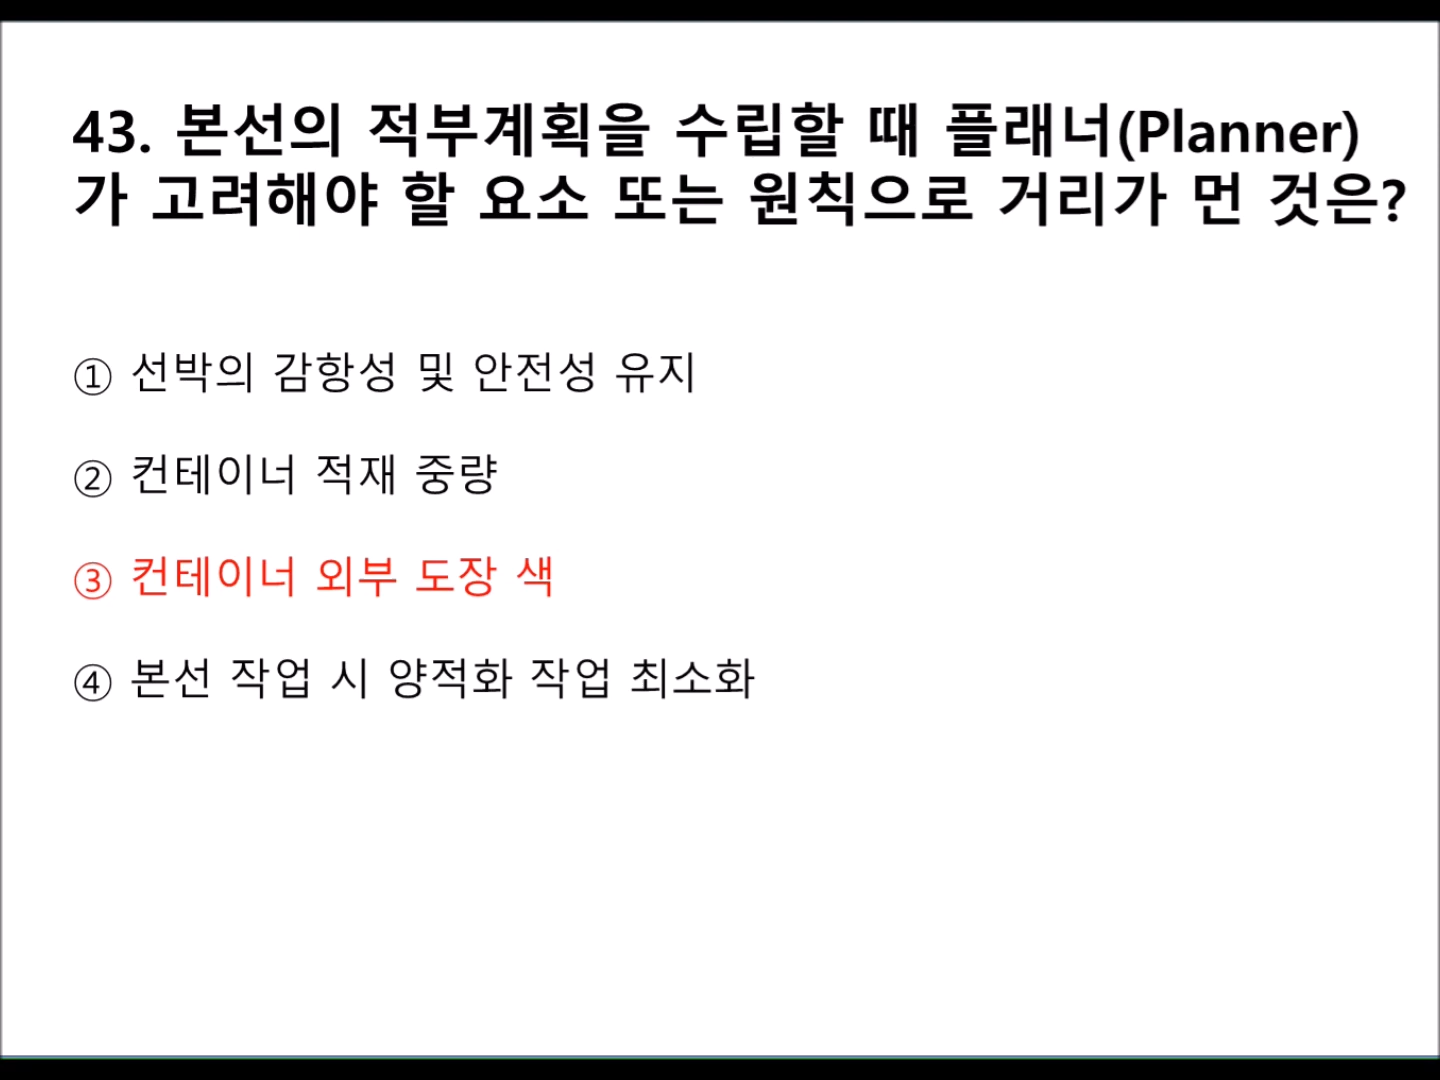 43. 본선의 적부계획을 수립할 때 플래너(Planner)
가 고려해야 할 요소 또는 원칙으로 거리가 먼 것은?
① 선박의 감항성 및 안전성 유지
② 컨테이너 적재 중량
③ 컨테이너 외부 도장 색
④ 본선 작업 시 양적화 작업 최소화